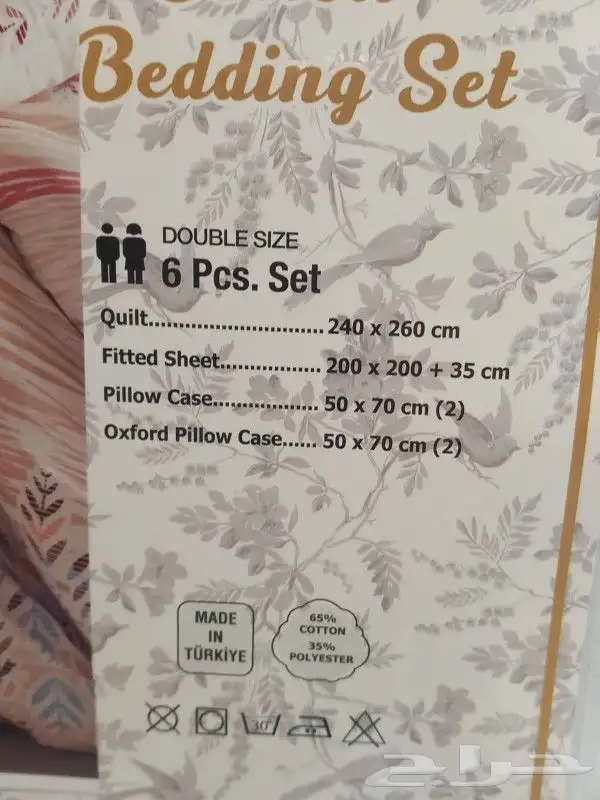 Bedding Set
DOUBLE SIZE
6 Pcs. Set
Quilt.............................. 240 x 260 cm
Fitted Sheet................. 200 x 200 + 35 cm
Pillow Case.................. 50 x 70 cm (2)
Oxford Pillow Case...... 50 x 70 cm (2)
MADE
IN
TÜRKİYE
65%
COTTON
35%
POLYESTER
30°
حراج